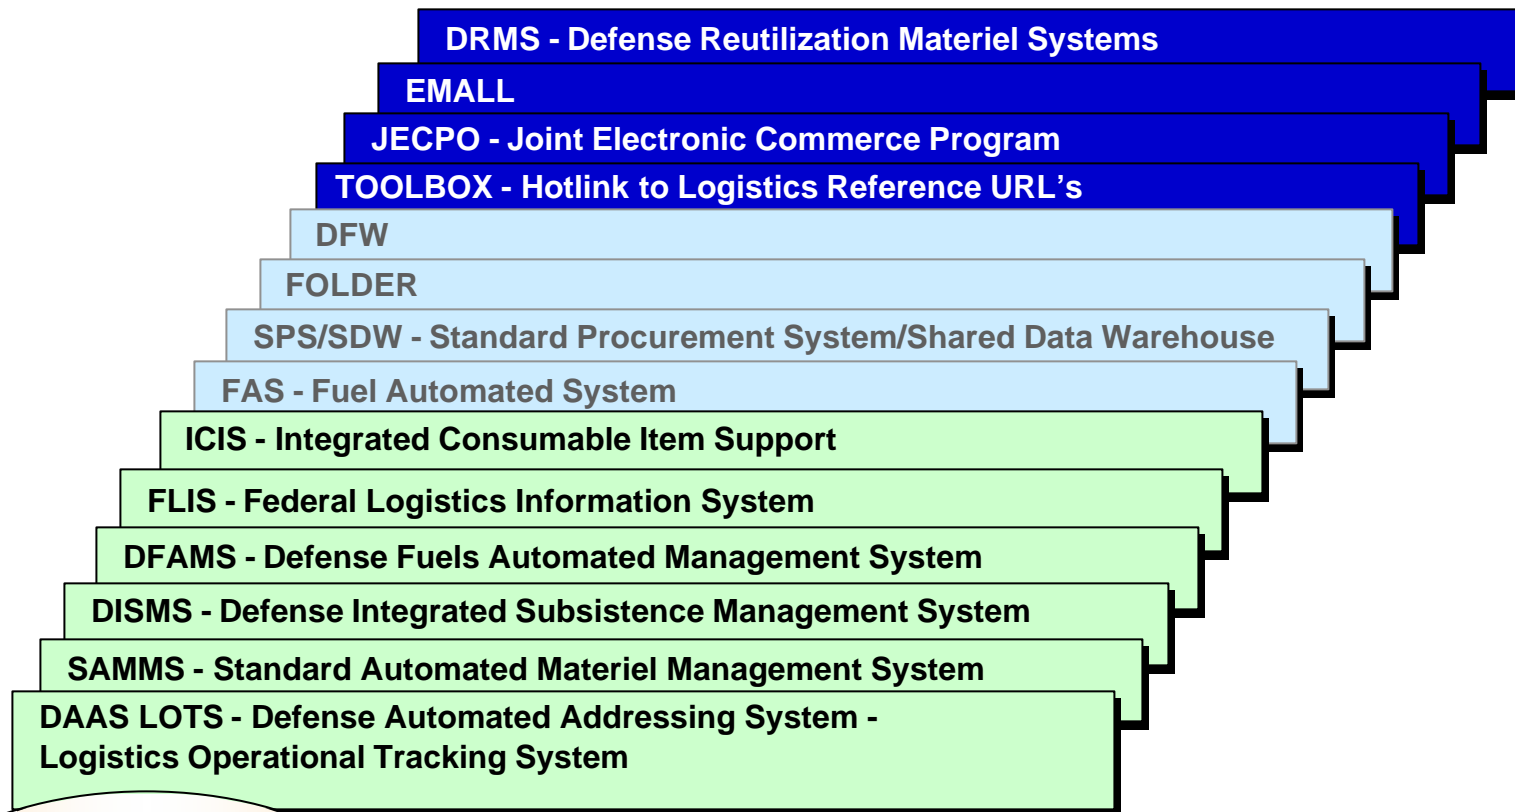 DRMS - Defense Reutilization Materiel Systems
EMALL
JECPO - Joint Electronic Commerce Program
TOOLBOX - Hotlink to Logistics Reference URL’s
DFW
FOLDER
SPS/SDW - Standard Procurement System/Shared Data Warehouse
FAS - Fuel Automated System
ICIS - Integrated Consumable Item Support
FLIS - Federal Logistics Information System
DFAMS - Defense Fuels Automated Management System
DISMS - Defense Integrated Subsistence Management System
SAMMS - Standard Automated Materiel Management System
DAAS LOTS - Defense Automated Addressing System -
Logistics Operational Tracking System